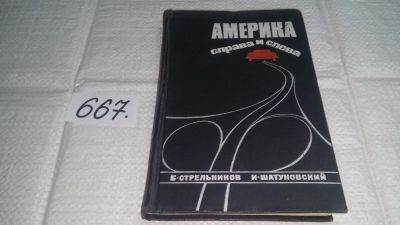 АМЕРИКА
справа и слева
667.
Б·СТРЕЛЬНИКОВ И·ШАТУНОВСКИЙ